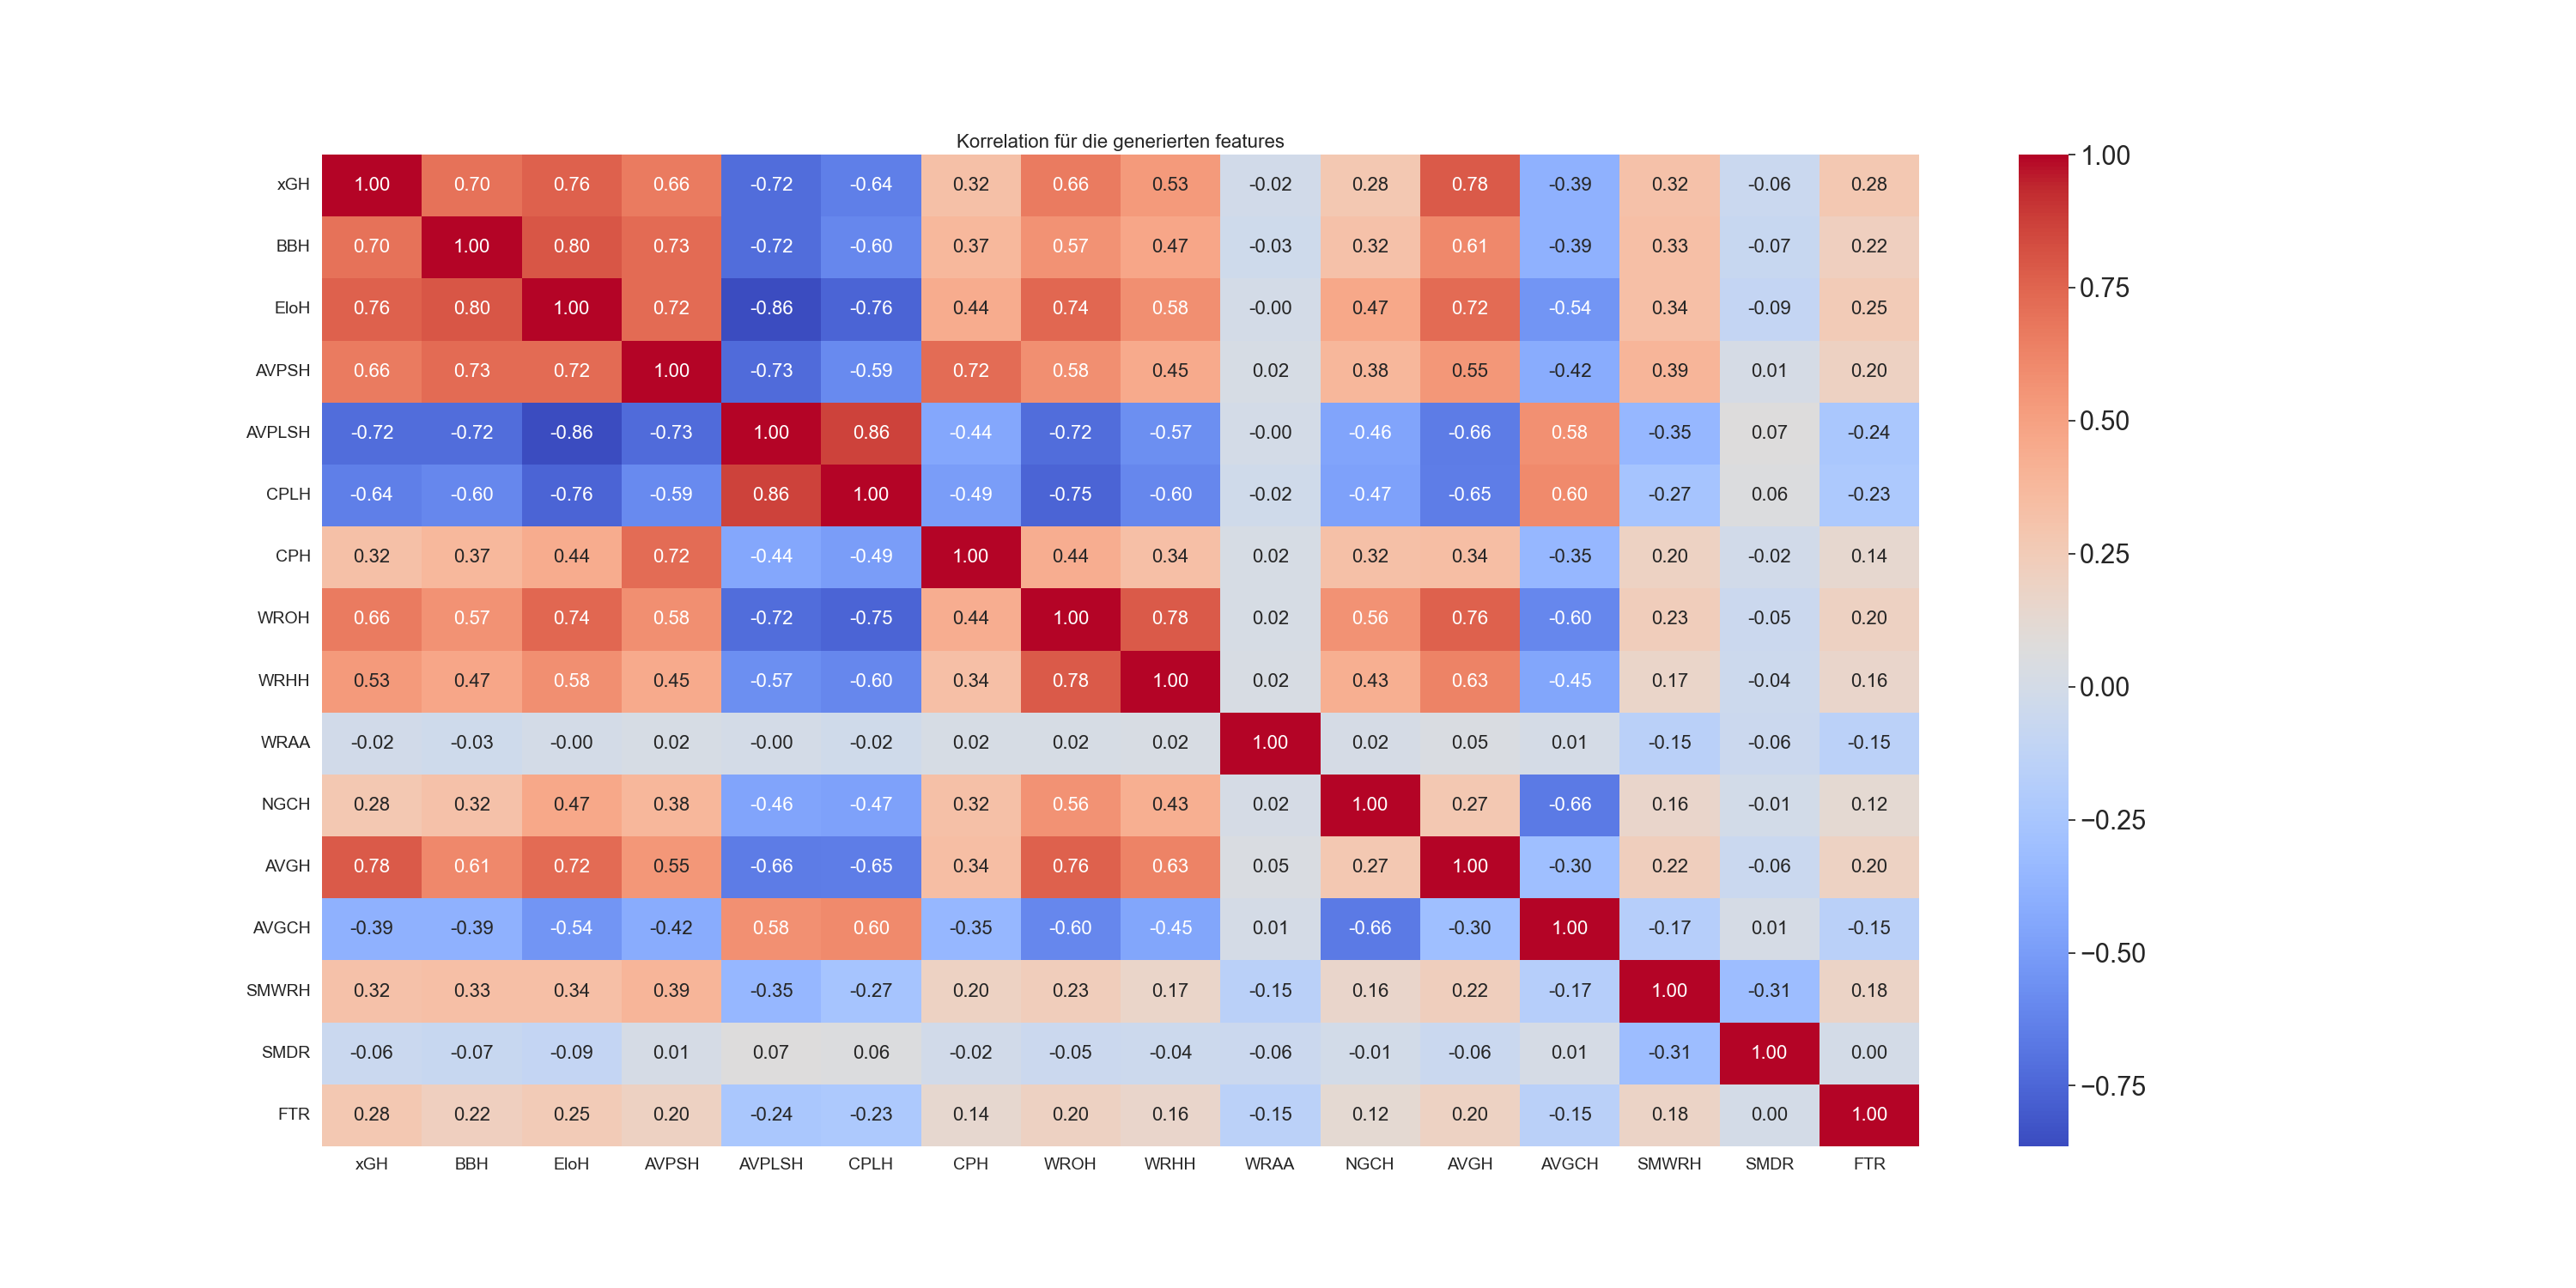 Korrelation für die generierten features
xGH 1.00 0.70 0.76 0.66 -0.72 -0.64 0.32 0.66 0.53 -0.02 0.28 0.78 -0.39 0.32 -0.06 0.28
BBH 0.70 1.00 0.80 0.73 -0.72 -0.60 0.37 0.57 0.47 -0.03 0.32 0.61 -0.39 0.33 -0.07 0.22
EloH 0.76 0.80 1.00 0.72 -0.86 -0.76 0.44 0.74 0.58 -0.00 0.47 0.72 -0.54 0.34 -0.09 0.25
AVPSH 0.66 0.73 0.72 1.00 -0.73 -0.59 0.72 0.58 0.45 0.02 0.38 0.55 -0.42 0.39 0.01 0.20
AVPLSH -0.72 -0.72 -0.86 -0.73 1.00 0.86 -0.44 -0.72 -0.57 -0.00 -0.46 -0.66 0.58 -0.35 0.07 -0.24
CPLH -0.64 -0.60 -0.76 -0.59 0.86 1.00 -0.49 -0.75 -0.60 -0.02 -0.47 -0.65 0.60 -0.27 0.06 -0.23
CPH 0.32 0.37 0.44 0.72 -0.44 -0.49 1.00 0.44 0.34 0.02 0.32 0.34 -0.35 0.20 -0.02 0.14
WROH 0.66 0.57 0.74 0.58 -0.72 -0.75 0.44 1.00 0.78 0.02 0.56 0.76 -0.60 0.23 -0.05 0.20
WRHH 0.53 0.47 0.58 0.45 -0.57 -0.60 0.34 0.78 1.00 0.02 0.43 0.63 -0.45 0.17 -0.04 0.16
WRAA -0.02 -0.03 -0.00 0.02 -0.00 -0.02 0.02 0.02 0.02 1.00 0.02 0.05 0.01 -0.15 -0.06 -0.15
NGCH 0.28 0.32 0.47 0.38 -0.46 -0.47 0.32 0.56 0.43 0.02 1.00 0.27 -0.66 0.16 -0.01 0.12
AVGH 0.78 0.61 0.72 0.55 -0.66 -0.65 0.34 0.76 0.63 0.05 0.27 1.00 -0.30 0.22 -0.06 0.20
AVGCH -0.39 -0.39 -0.54 -0.42 0.58 0.60 -0.35 -0.60 -0.45 0.01 -0.66 -0.30 1.00 -0.17 0.01 -0.15
SMWRH 0.32 0.33 0.34 0.39 -0.35 -0.27 0.20 0.23 0.17 -0.15 0.16 0.22 -0.17 1.00 -0.31 0.18
SMDR -0.06 -0.07 -0.09 0.01 0.07 0.06 -0.02 -0.05 -0.04 -0.06 -0.01 -0.06 0.01 -0.31 1.00 0.00
FTR 0.28 0.22 0.25 0.20 -0.24 -0.23 0.14 0.20 0.16 -0.15 0.12 0.20 -0.15 0.18 0.00 1.00
xGH BBH EloH AVPSH AVPLSH CPLH CPH WROH WRHH WRAA NGCH AVGH AVGCH SMWRH SMDR FTR
1.00
0.75
0.50
0.25
0.00
−0.25
−0.50
−0.75